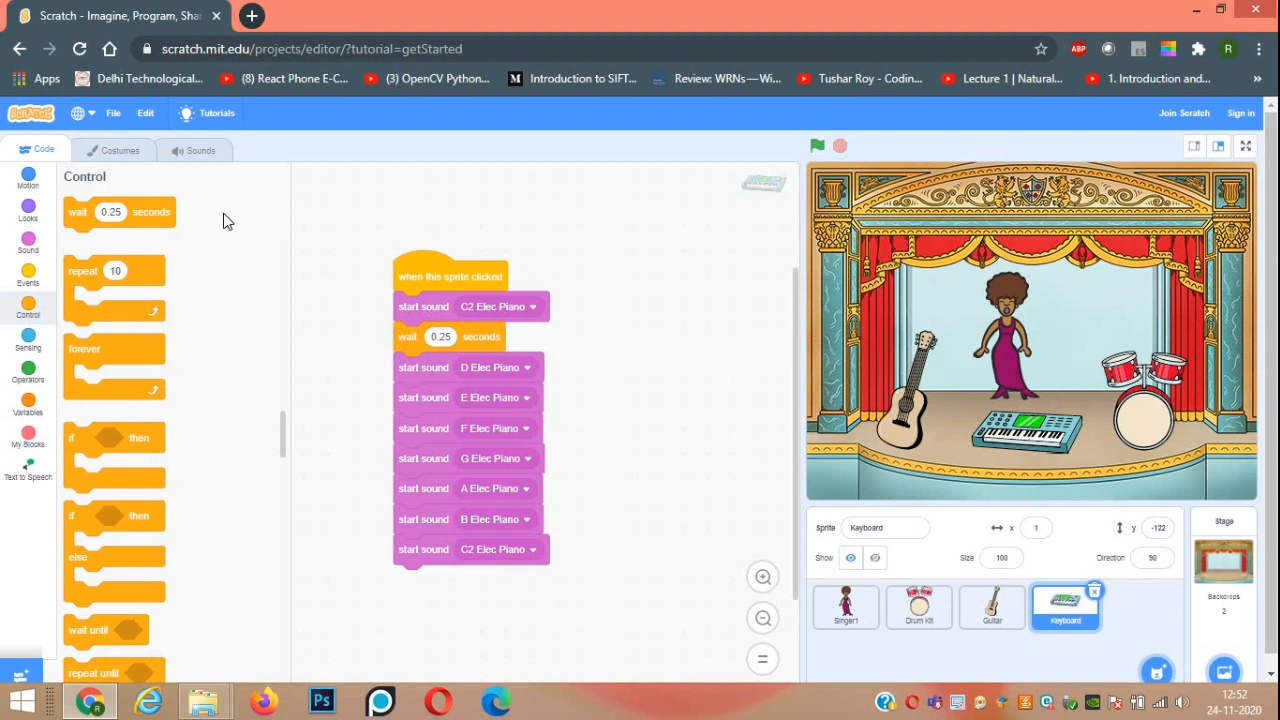 Scratch - Imagine, Program, Shar
scratch.mit.edu/projects/editor/?tutorial=getStarted
ABP
ES
R
Apps
Delhi Technological...
(8) React Phone E-C...
(3) OpenCV Python...
Introduction to SIFT...
Review: WRNs — Wi...
Tushar Roy - Codin...
Lecture 1 | Natural...
1. Introduction and...
SCRATCH
File
Edit
Tutorials
Join Scratch
Sign in
Code
Costumes
Sounds
Motion
Looks
Sound
Events
Control
Sensing
Operators
Variables
My Blocks
Text to Speech
Control
wait 0.25 seconds
repeat 10
forever
if then
if then
else
wait until
repeat until
when this sprite clicked
start sound C2 Elec Piano
wait 0.25 seconds
start sound D Elec Piano
start sound E Elec Piano
start sound F Elec Piano
start sound G Elec Piano
start sound A Elec Piano
start sound B Elec Piano
start sound C2 Elec Piano
Sprite Keyboard x 1 y -122
Show Size 100 Direction 90
Singer1
Drum Kit
Guitar
Keyboard
Stage
Backdrops
2
Ps
12:52
24-11-2020